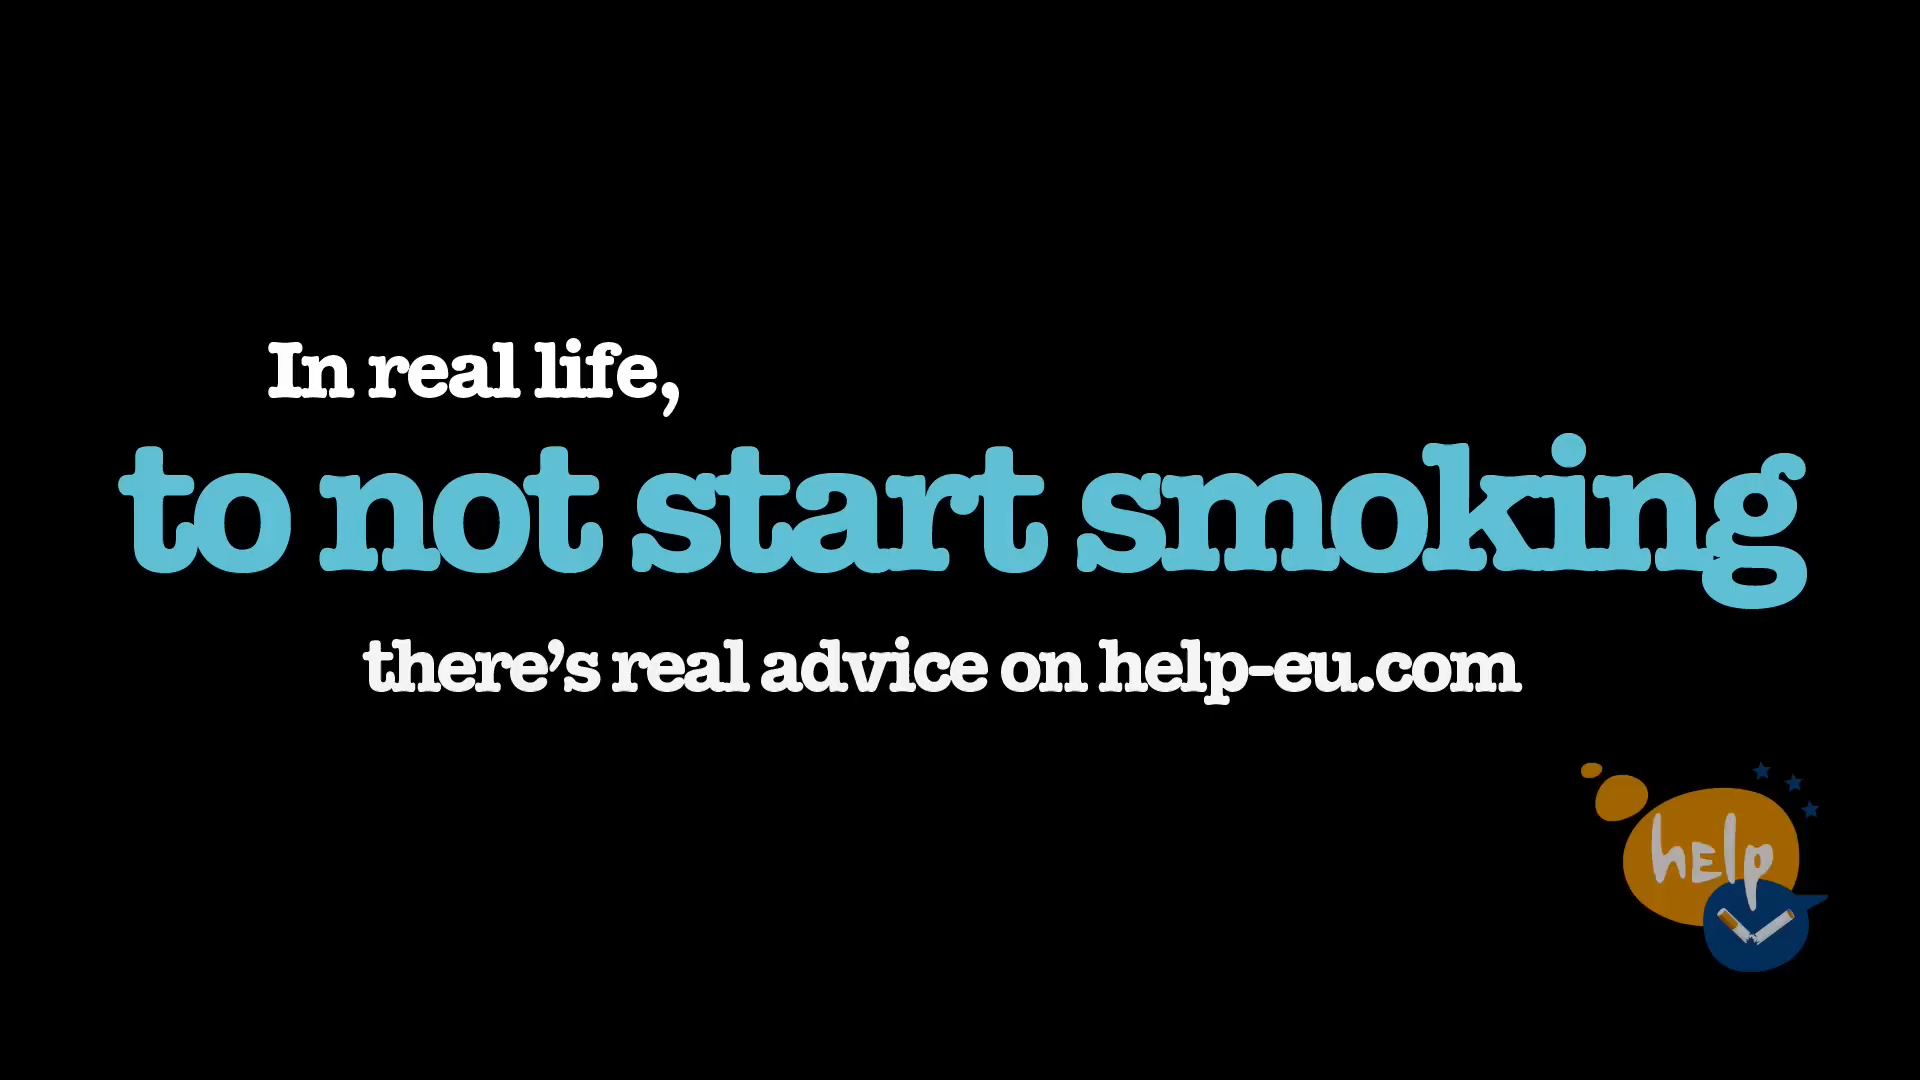 In real life,
to not start smoking
there's real advice on help-eu.com
help